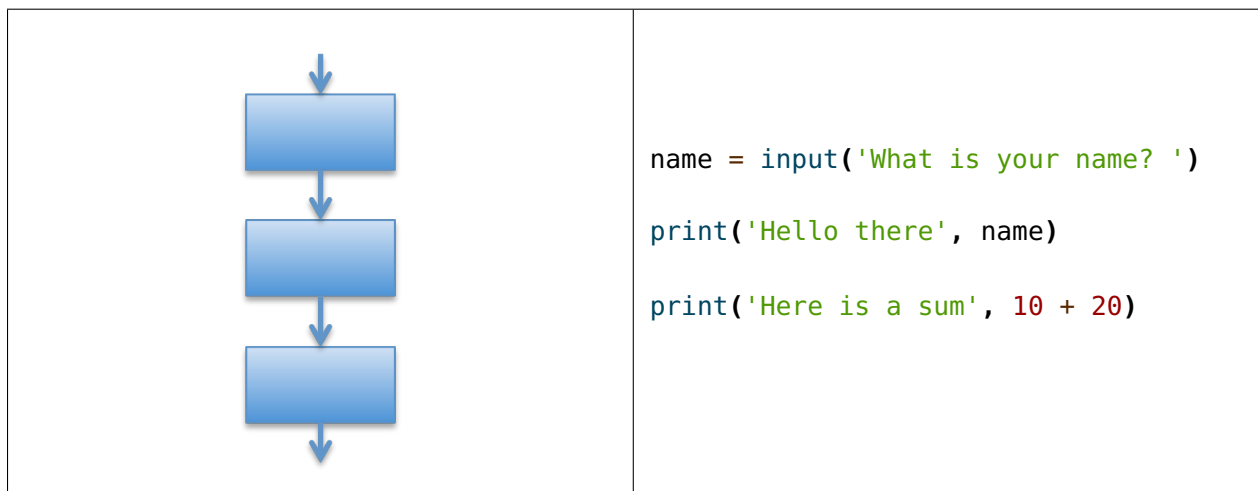 name = input('What is your name? ')
print('Hello there', name)
print('Here is a sum', 10 + 20)